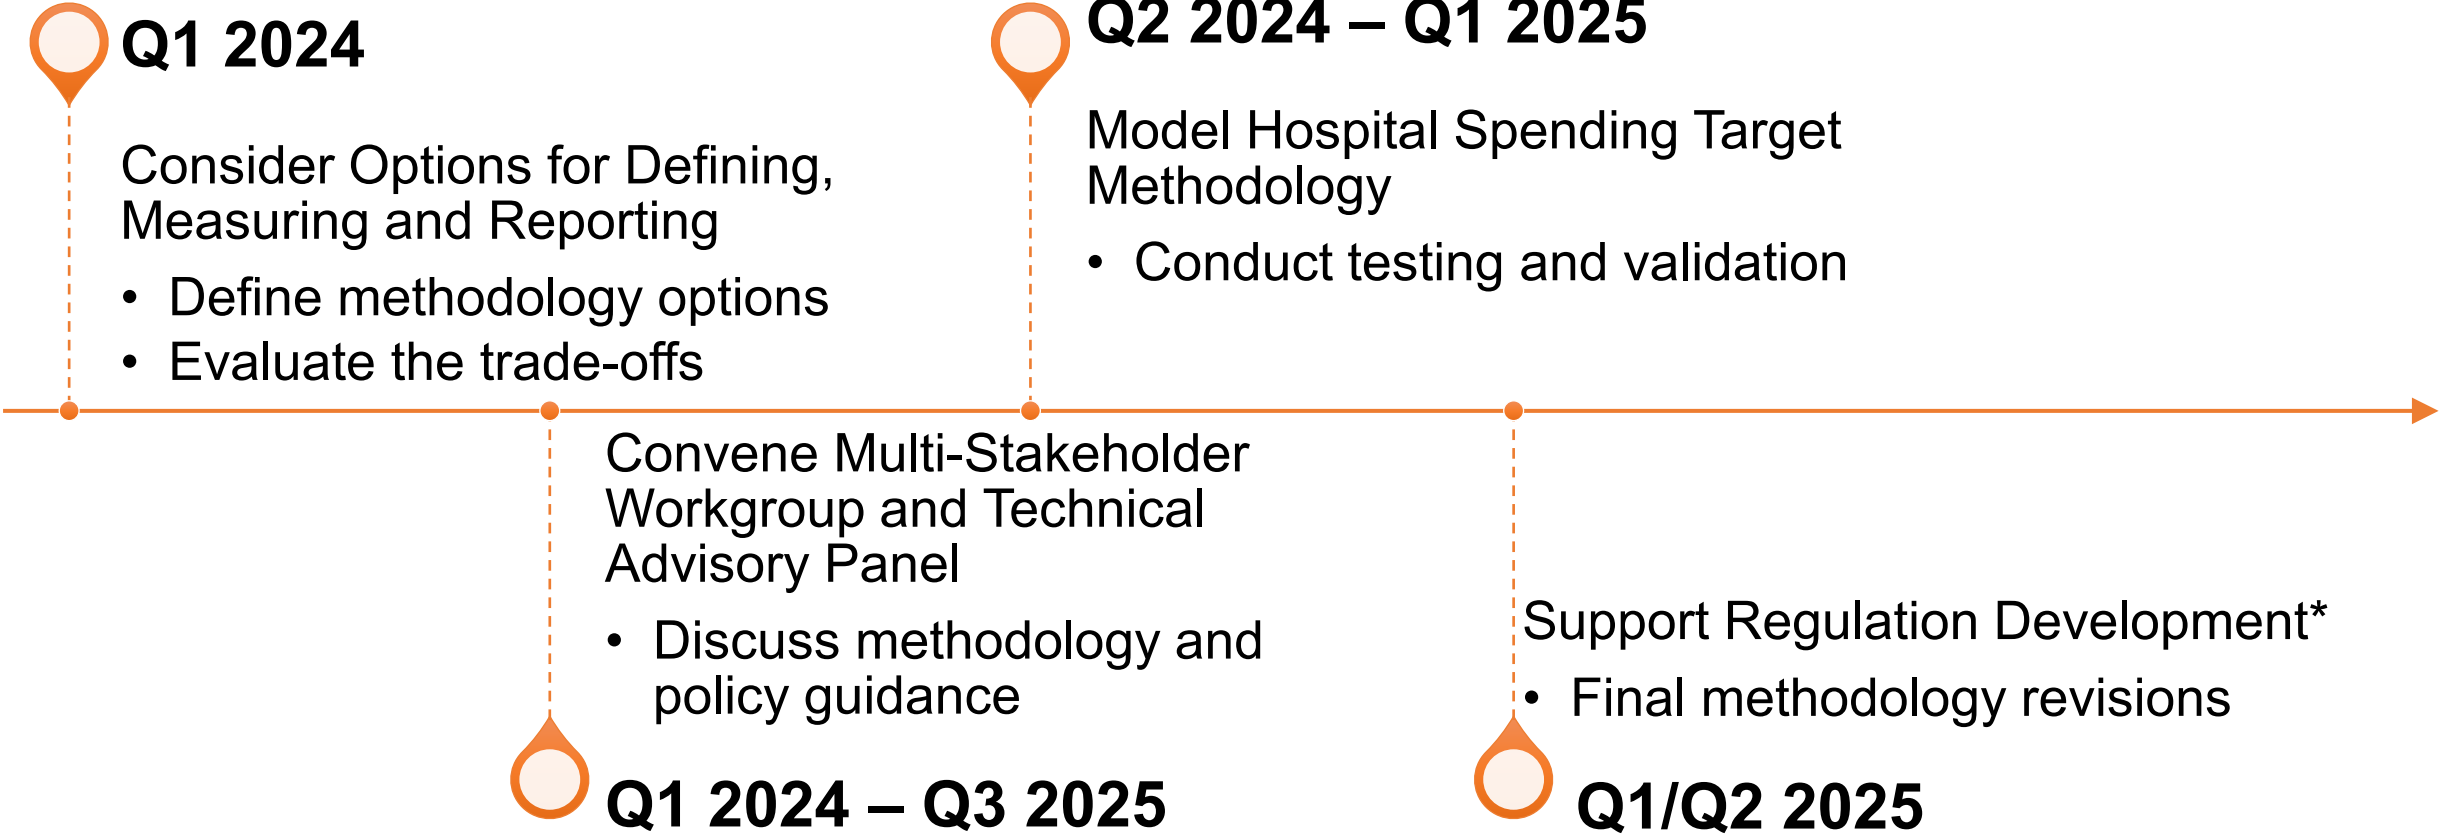 Q1 2024
Consider Options for Defining,
Measuring and Reporting
• Define methodology options
• Evaluate the trade-offs
Convene Multi-Stakeholder
Workgroup and Technical
Advisory Panel
• Discuss methodology and
policy guidance
Q1 2024 – Q3 2025
Q2 2024 – Q1 2025
Model Hospital Spending Target
Methodology
• Conduct testing and validation
Support Regulation Development*
• Final methodology revisions
Q1/Q2 2025